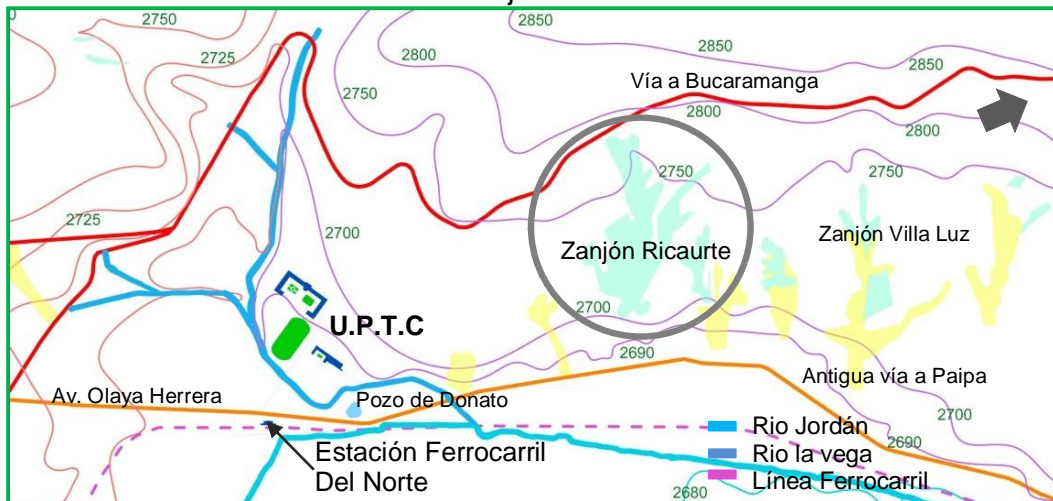 2750
2850
2725
2850
2850
2800
Vía a Bucaramanga
2750
2800
2800
2750
2750
2725
2700
Zanjón Villa Luz
Zanjón Ricaurte
2700
U.P.T.C
2690
Antigua vía a Paipa
Av. Olaya Herrera
Pozo de Donato
2700
Rio Jordán
2690
Estación Ferrocarril
Del Norte
Rio la vega
Línea Ferrocarril
2680